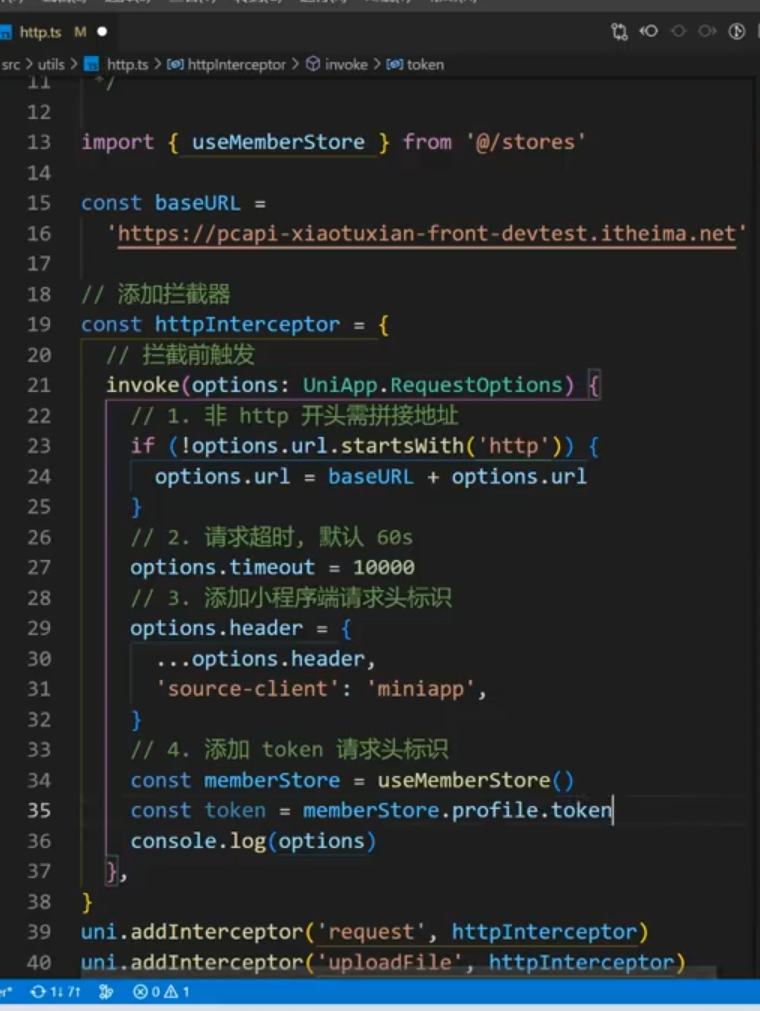 TS http.ts M
src > utils > TS http.ts > httpInterceptor > invoke > token
11 */
12
13 import { useMemberStore } from '@/stores'
14
15 const baseURL =
16 'https://pcapi-xiaotuxian-front-devtest.itheima.net'
17
18 // 添加拦截器
19 const httpInterceptor = {
20 // 拦截前触发
21 invoke(options: UniApp.RequestOptions) {
22 // 1. 非 http 开头需拼接地址
23 if (!options.url.startsWith('http')) {
24 options.url = baseURL + options.url
25 }
26 // 2. 请求超时, 默认 60s
27 options.timeout = 10000
28 // 3. 添加小程序端请求头标识
29 options.header = {
30 ...options.header,
31 'source-client': 'miniapp',
32 }
33 // 4. 添加 token 请求头标识
34 const memberStore = useMemberStore()
35 const token = memberStore.profile.token
36 console.log(options)
37 },
38 }
39 uni.addInterceptor('request', httpInterceptor)
40 uni.addInterceptor('uploadFile', httpInterceptor)
er* 1↓ 7↑ 0 1